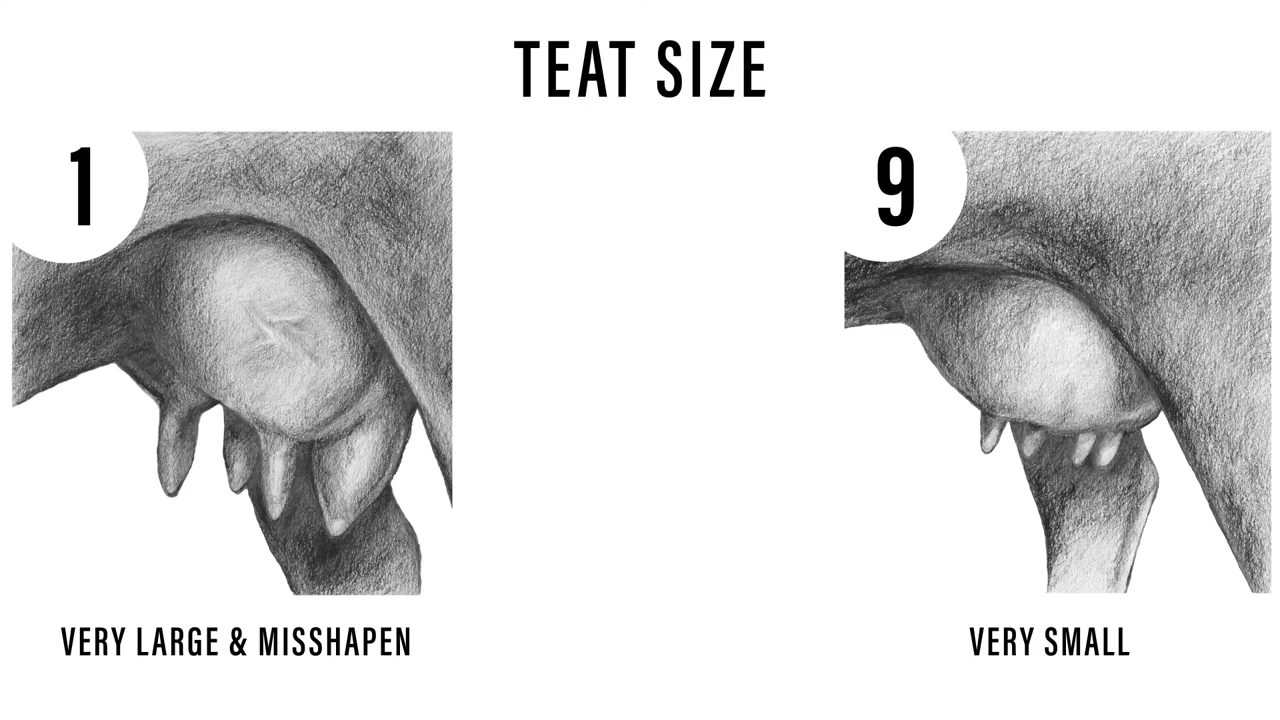 TEAT SIZE
1
9
VERY LARGE & MISSHAPEN
VERY SMALL